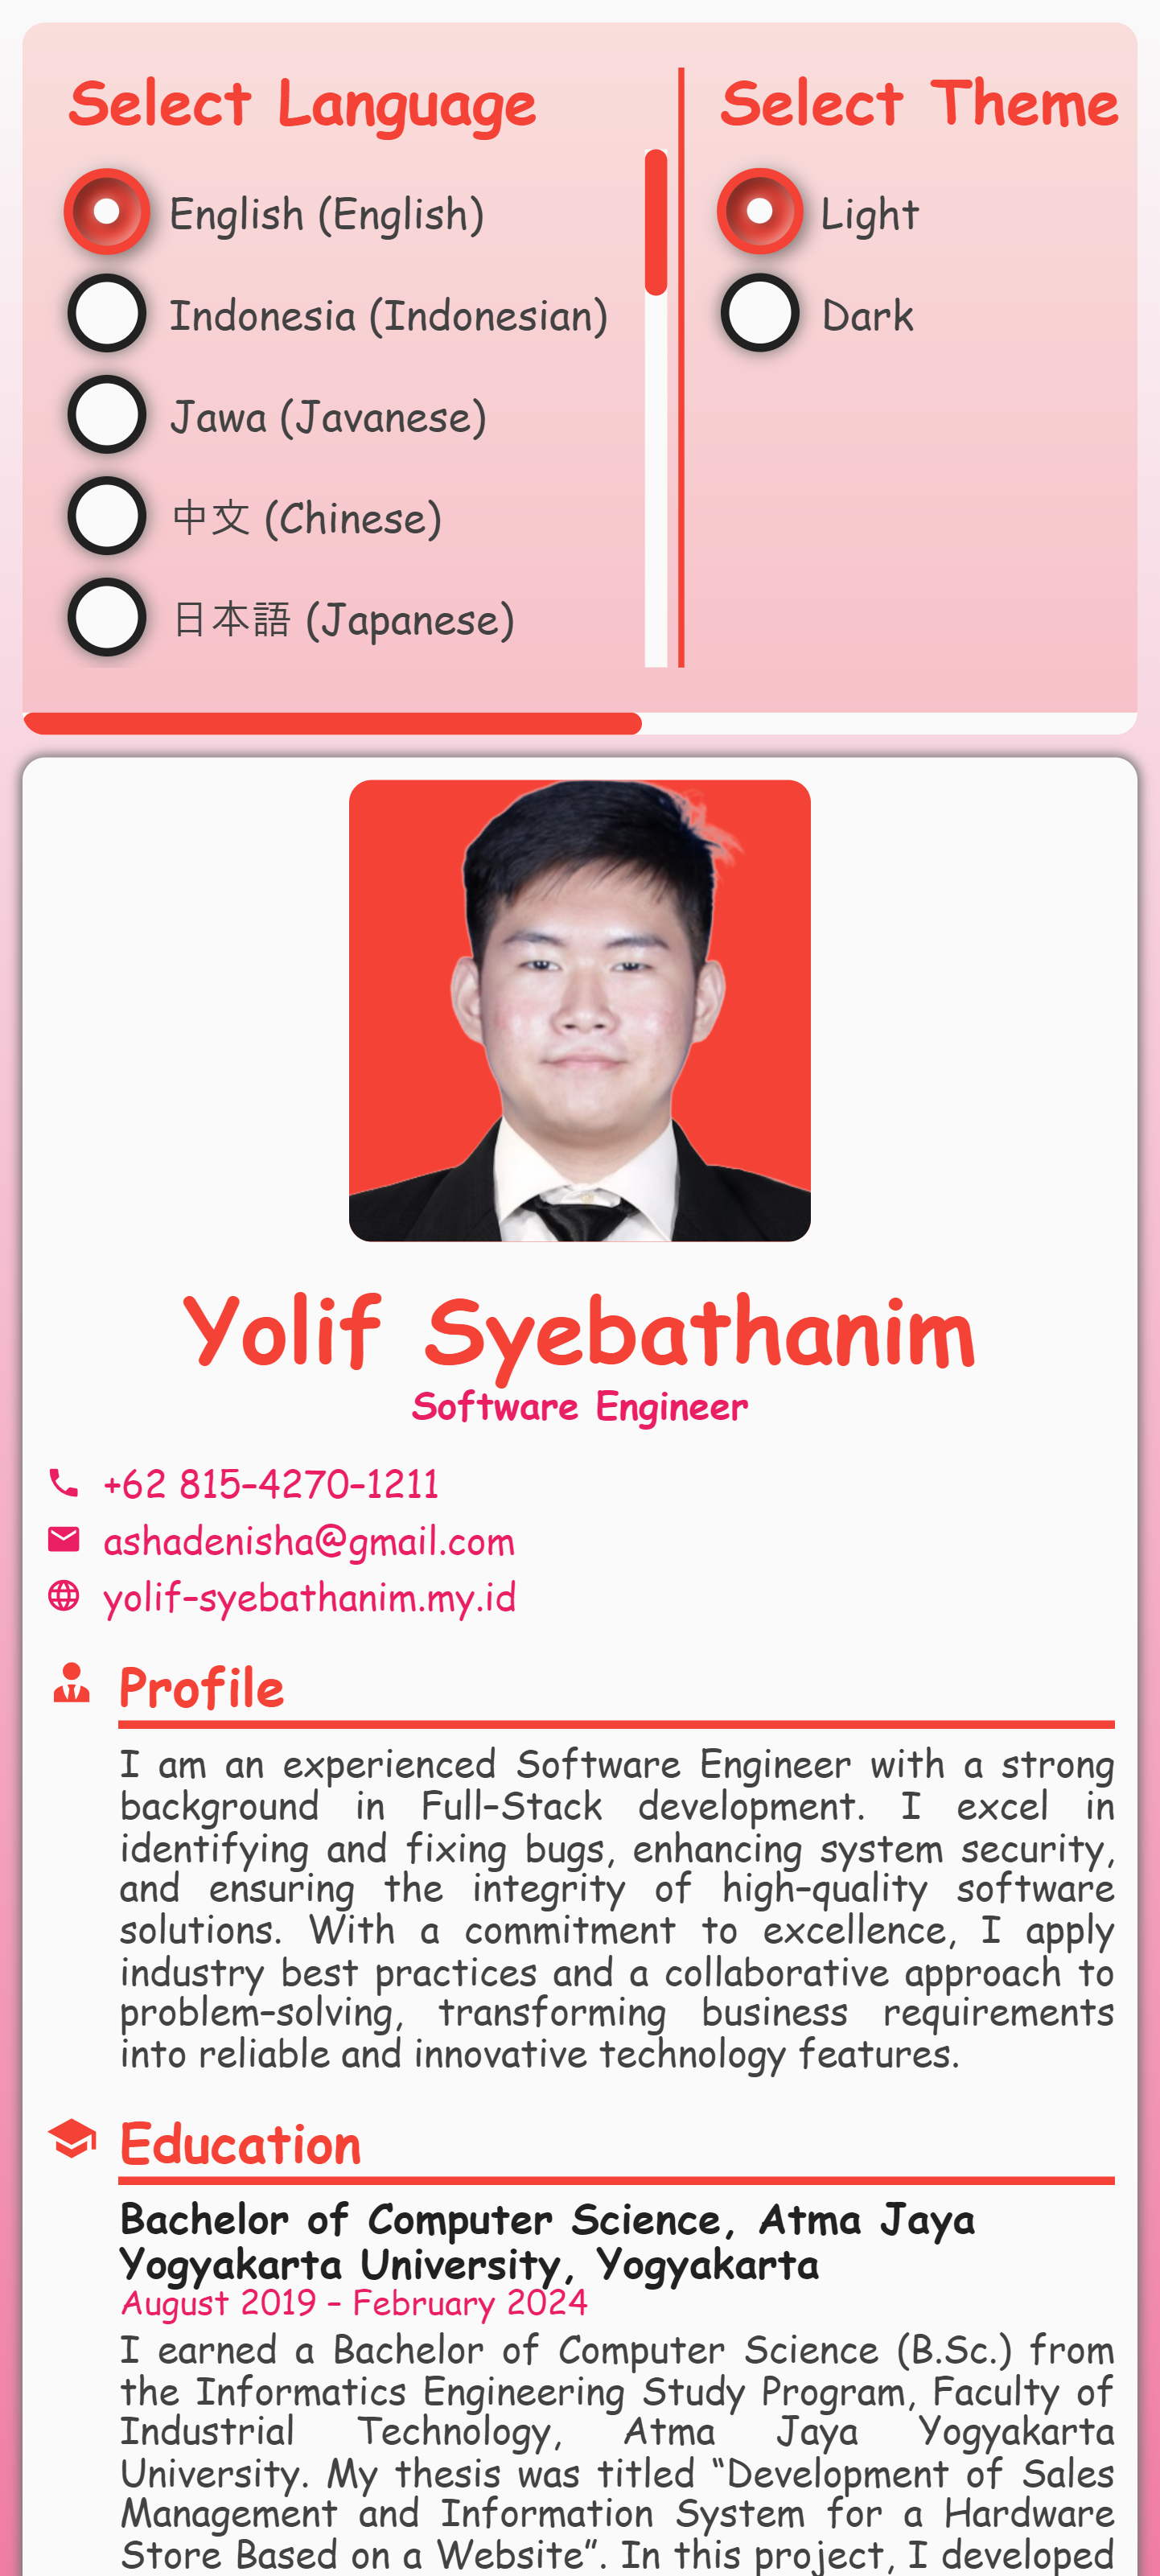 Select Language
English (English)
Indonesia (Indonesian)
Jawa (Javanese)
中文 (Chinese)
日本語 (Japanese)
Select Theme
Light
Dark
Yolif Syebathanim
Software Engineer
+62 815-4270-1211
ashadenisha@gmail.com
yolif-syebathanim.my.id
Profile
I am an experienced Software Engineer with a strong
background in Full-Stack development. I excel in
identifying and fixing bugs, enhancing system security,
and ensuring the integrity of high-quality software
solutions. With a commitment to excellence, I apply
industry best practices and a collaborative approach to
problem-solving, transforming business requirements
into reliable and innovative technology features.
Education
Bachelor of Computer Science, Atma Jaya
Yogyakarta University, Yogyakarta
August 2019 – February 2024
I earned a Bachelor of Computer Science (B.Sc.) from
the Informatics Engineering Study Program, Faculty of
Industrial Technology, Atma Jaya Yogyakarta
University. My thesis was titled “Development of Sales
Management and Information System for a Hardware
Store Based on a Website”. In this project, I developed